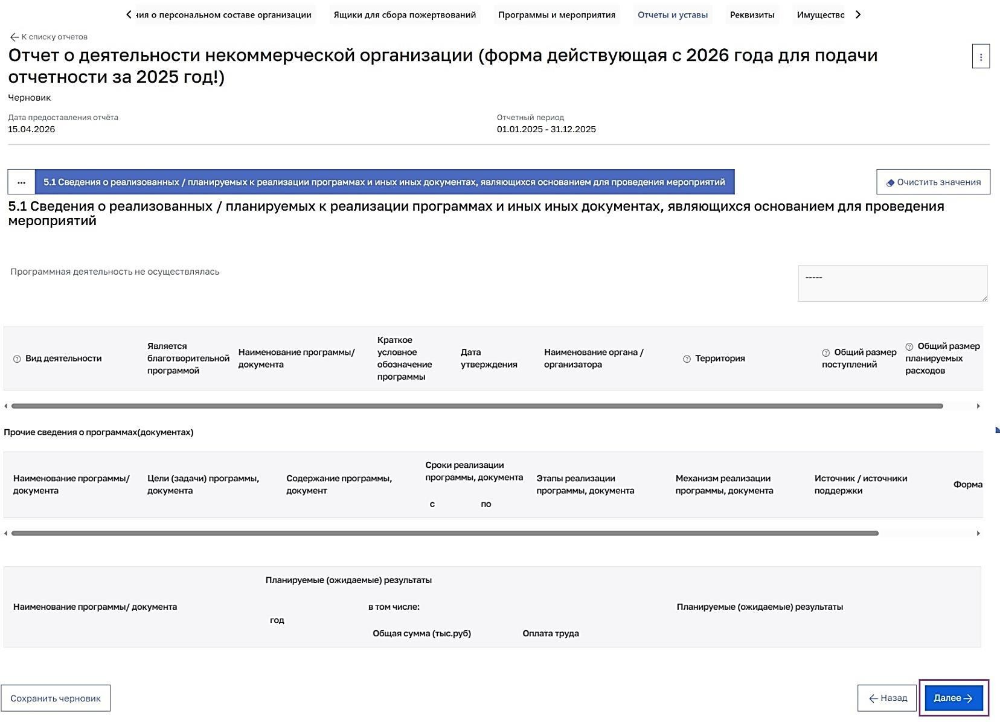 ия о персональном составе организации Ящики для сбора пожертвований Программы и мероприятия Отчеты и уставы Реквизиты Имущество
К списку отчетов
Отчет о деятельности некоммерческой организации (форма действующая с 2026 года для подачи
отчетности за 2025 год!)
Черновик
Дата предоставления отчёта Отчетный период
15.04.2026 01.01.2025 - 31.12.2025
... 5.1 Сведения о реализованных / планируемых к реализации программах и иных иных документах, являющихся основанием для проведения мероприятий Очистить значения
5.1 Сведения о реализованных / планируемых к реализации программах и иных иных документах, являющихся основанием для проведения
мероприятий
Программная деятельность не осуществлялась -----
Вид деятельности
Является
благотворительной
программой
Наименование программы/
документа
Краткое
условное
обозначение
программы
Дата
утверждения
Наименование органа /
организатора
Территория
Общий размер
поступлений
Общий размер
планируемых
расходов
Прочие сведения о программах(документах)
Наименование программы/
документа
Цели (задачи) программы,
документа
Содержание программы,
документ
Сроки реализации
программы, документа
с по
Этапы реализации
программы, документа
Механизм реализации
программы, документа
Источник / источники
поддержки
Форма
Наименование программы/ документа
Планируемые (ожидаемые) результаты
год
в том числе:
Общая сумма (тыс.руб) Оплата труда
Планируемые (ожидаемые) результаты
Сохранить черновик Назад Далее